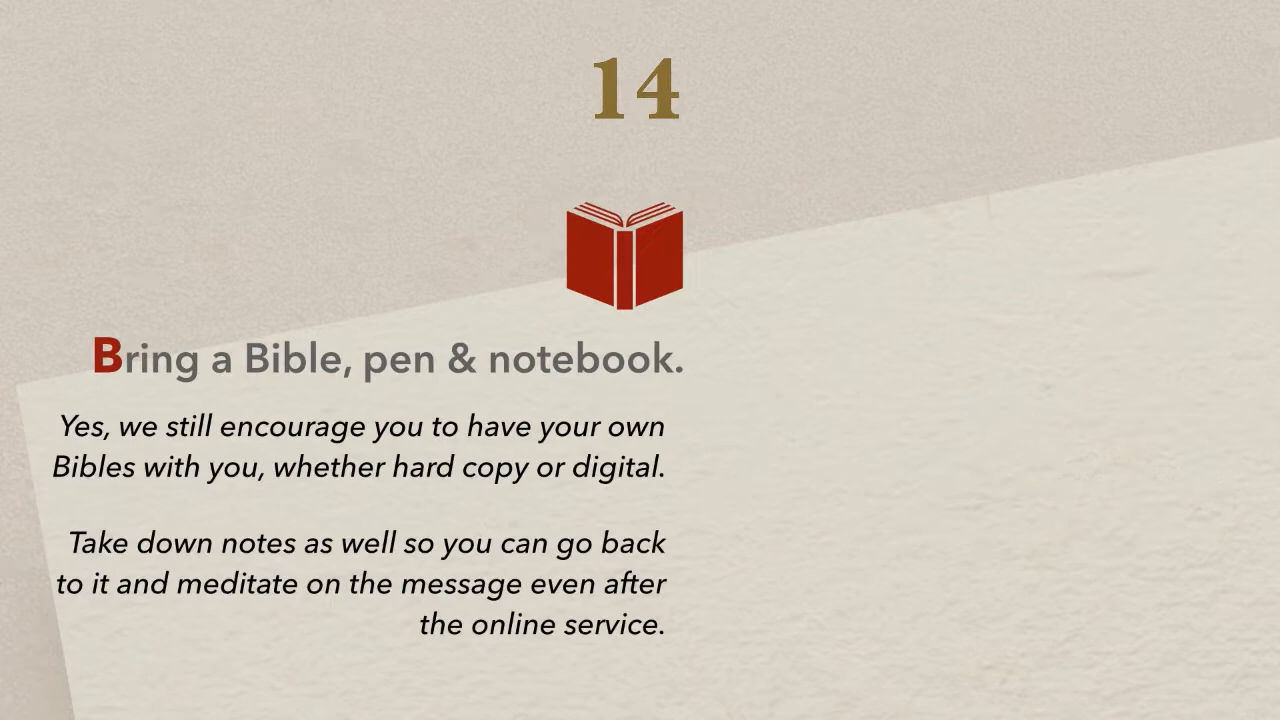 14
Bring a Bible, pen & notebook.
Yes, we still encourage you to have your own
Bibles with you, whether hard copy or digital.
Take down notes as well so you can go back
to it and meditate on the message even after
the online service.